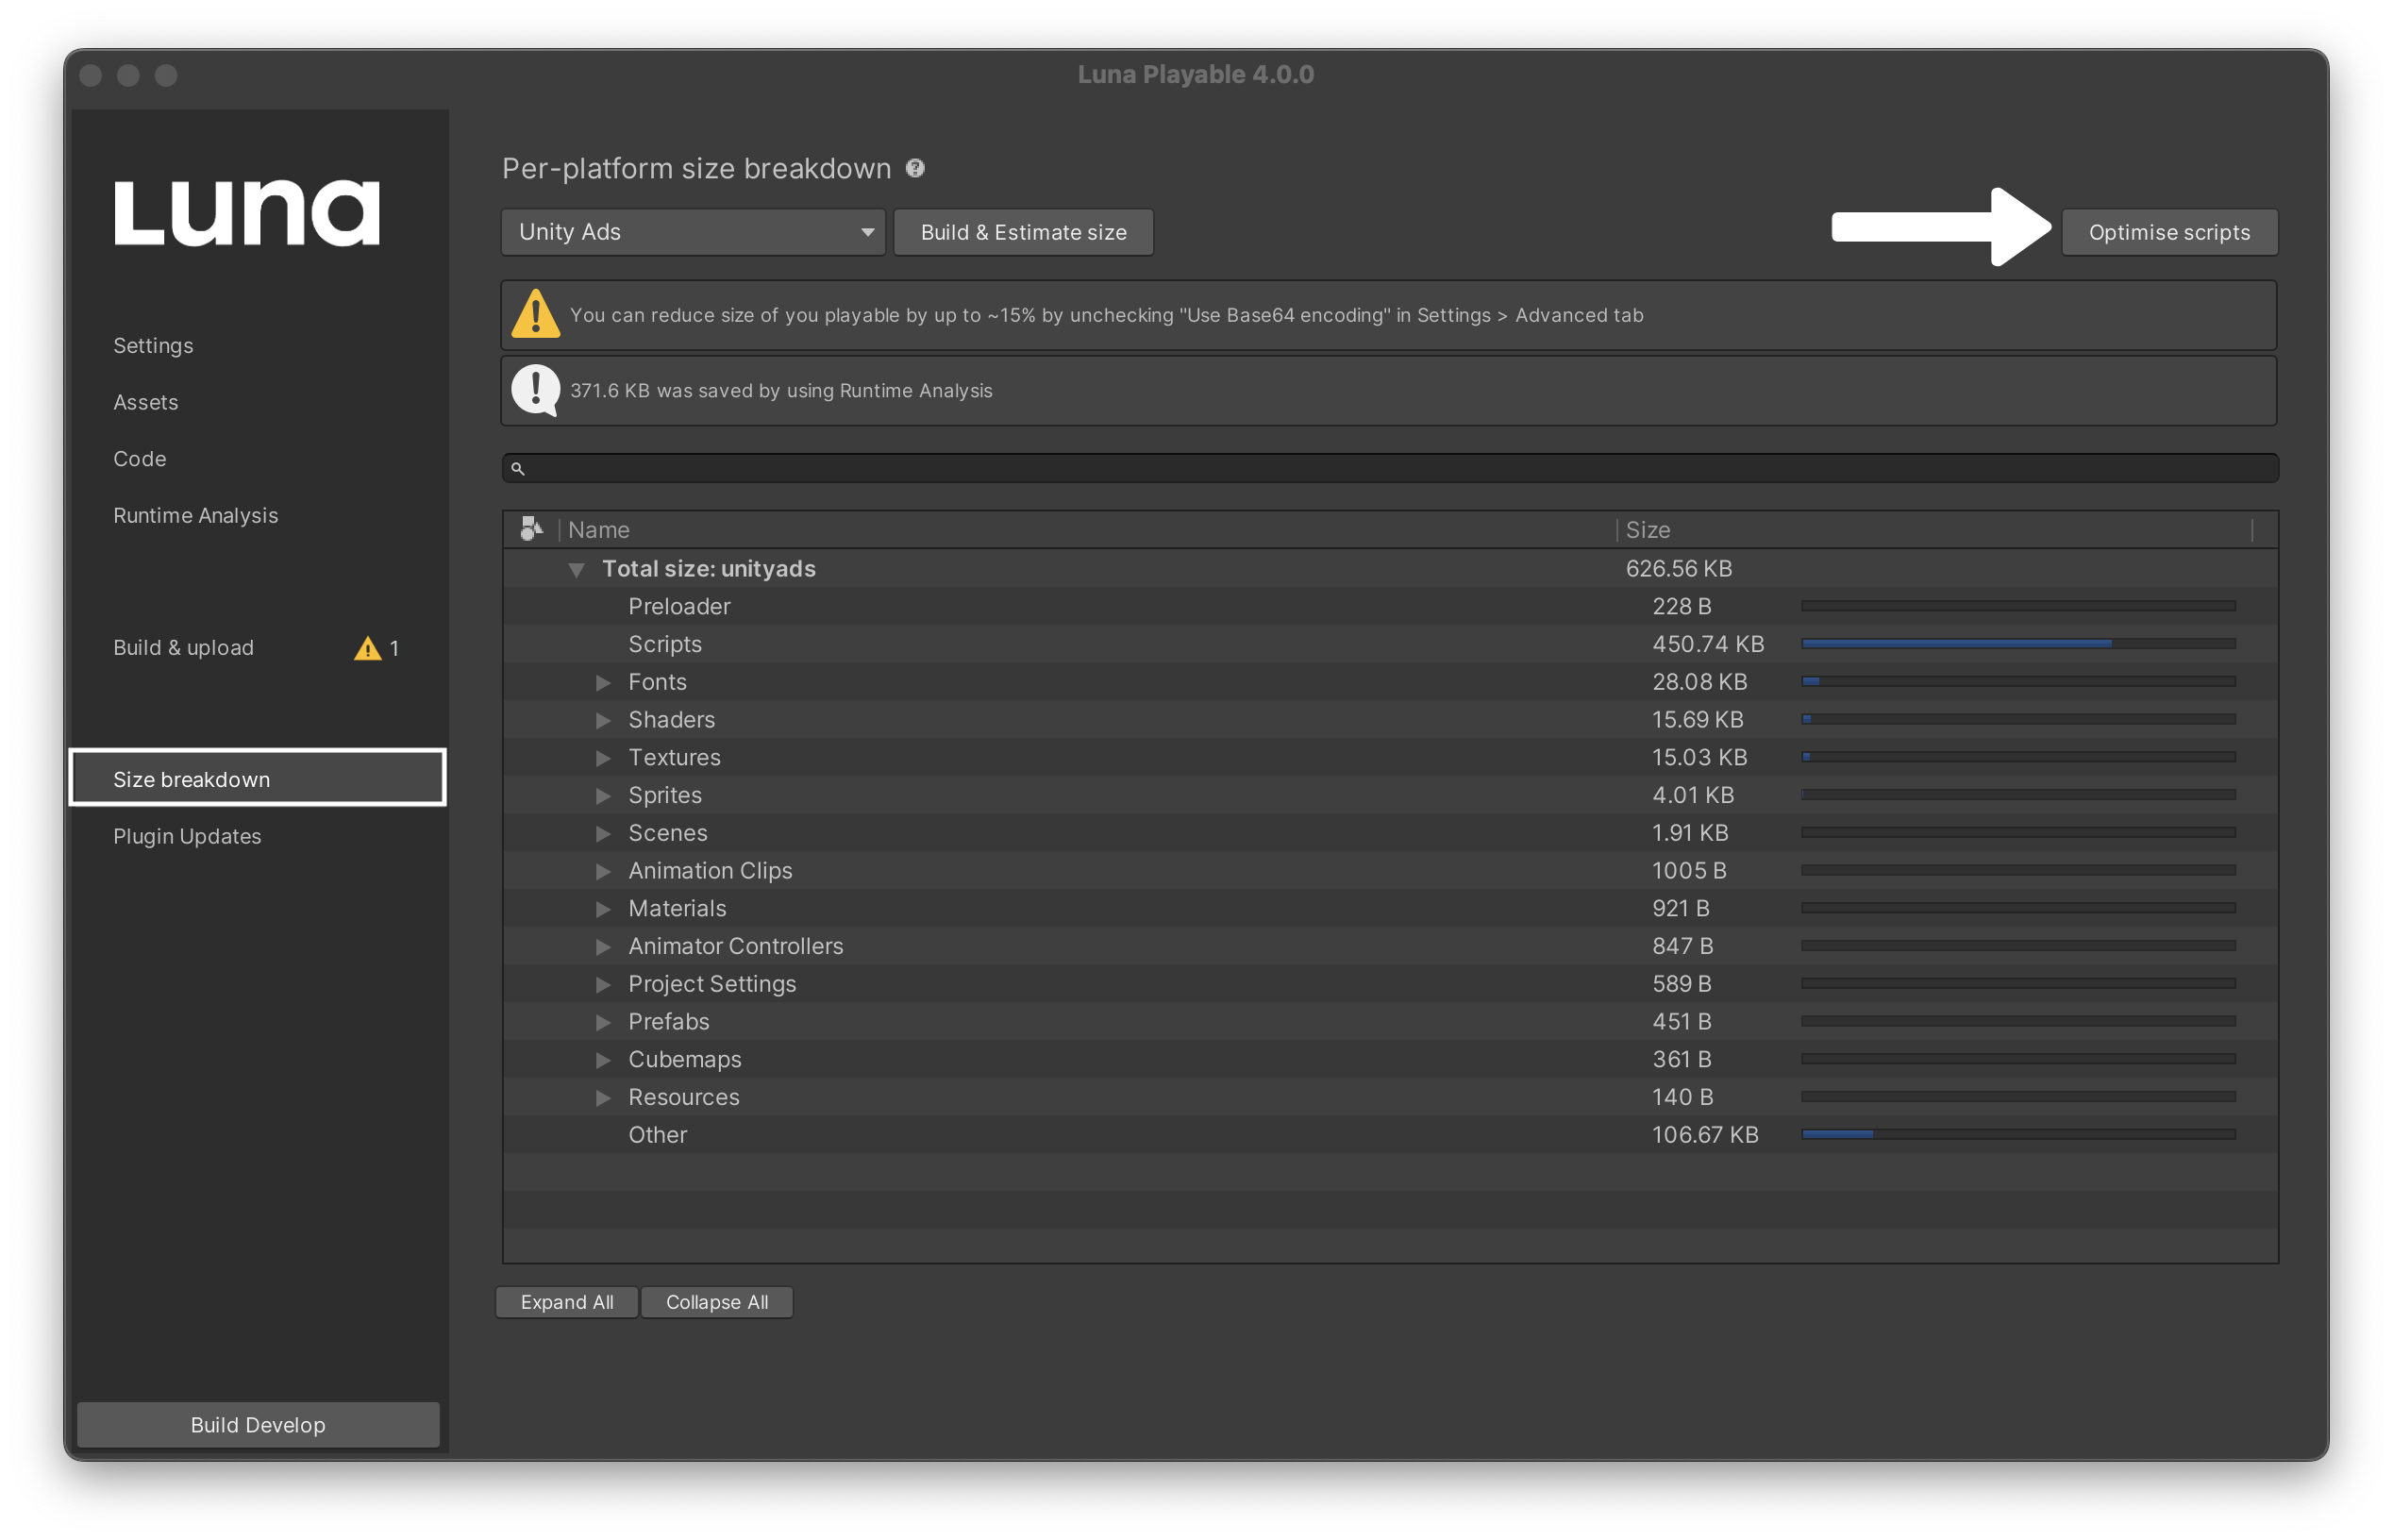 Luna Playable 4.0.0
Luna
Settings
Assets
Code
Runtime Analysis
Build & upload 1
Size breakdown
Plugin Updates
Build Develop
Per-platform size breakdown ?
Unity Ads Build & Estimate size Optimise scripts
You can reduce size of you playable by up to ~15% by unchecking "Use Base64 encoding" in Settings > Advanced tab
371.6 KB was saved by using Runtime Analysis
Name Size
Total size: unityads 626.56 KB
Preloader 228 B
Scripts 450.74 KB
Fonts 28.08 KB
Shaders 15.69 KB
Textures 15.03 KB
Sprites 4.01 KB
Scenes 1.91 KB
Animation Clips 1005 B
Materials 921 B
Animator Controllers 847 B
Project Settings 589 B
Prefabs 451 B
Cubemaps 361 B
Resources 140 B
Other 106.67 KB
Expand All Collapse All